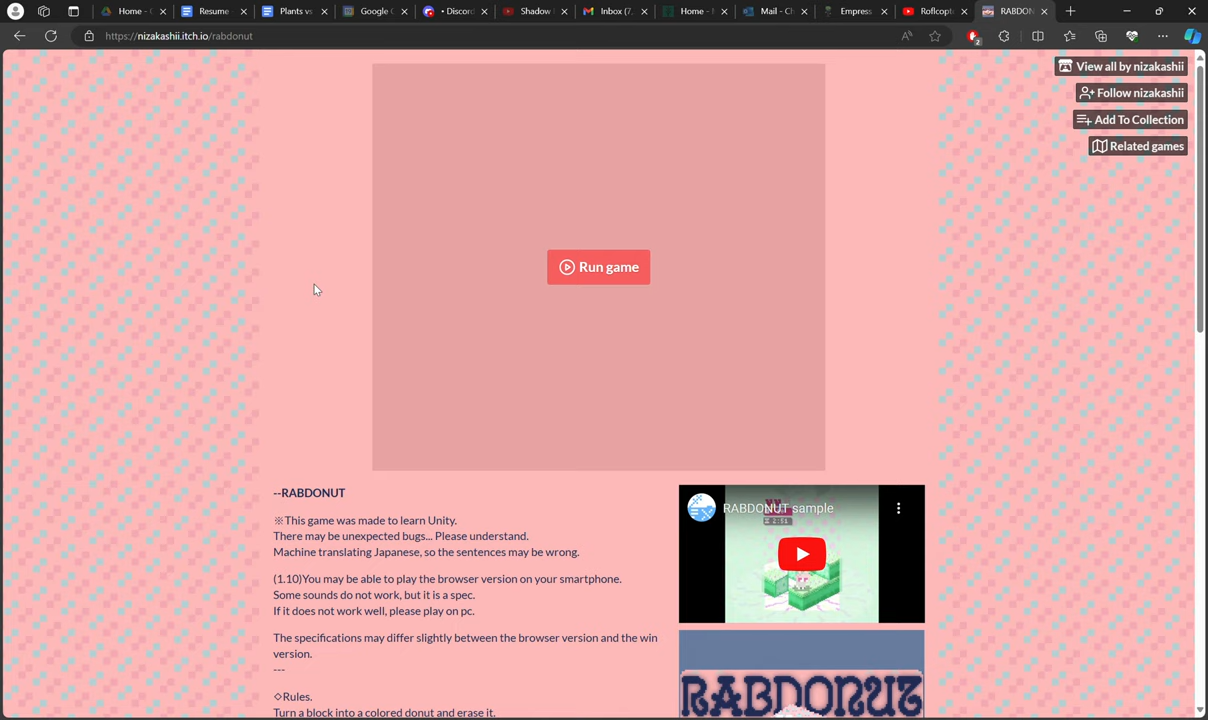 Home - 
Resume
Plants vs
Google
• Discord
Shadow
Inbox (7,
Home -
Mail - Ch
Empress
Roflcopt
RABDON
https://nizakashii.itch.io/rabdonut
2
View all by nizakashii
Follow nizakashii
Add To Collection
Related games
Run game
--RABDONUT
※This game was made to learn Unity.
There may be unexpected bugs... Please understand.
Machine translating Japanese, so the sentences may be wrong.
(1.10)You may be able to play the browser version on your smartphone.
Some sounds do not work, but it is a spec.
If it does not work well, please play on pc.
The specifications may differ slightly between the browser version and the win
version.
---
◇Rules.
Turn a block into a colored donut and erase it.
RABDONUT sample
RABDONUT